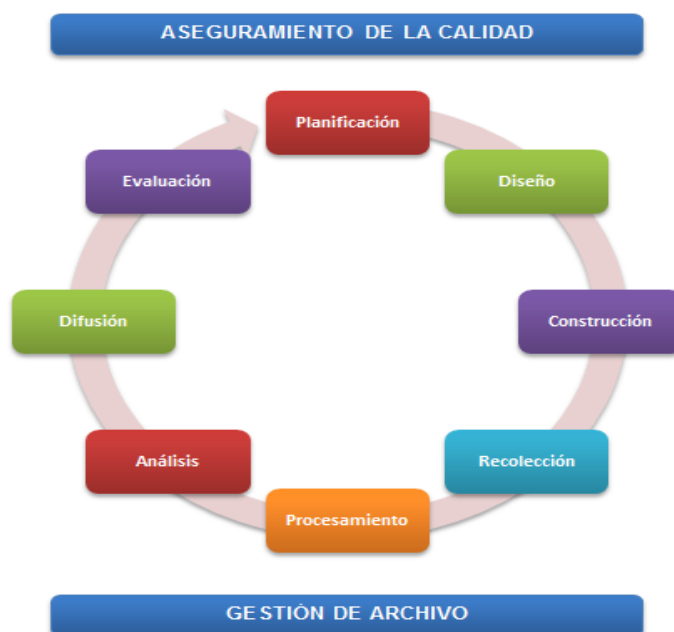 ASEGURAMIENTO DE LA CALIDAD
Planificación
Evaluación
Diseño
Difusión
Construcción
Análisis
Recolección
Procesamiento
GESTIÓN DE ARCHIVO